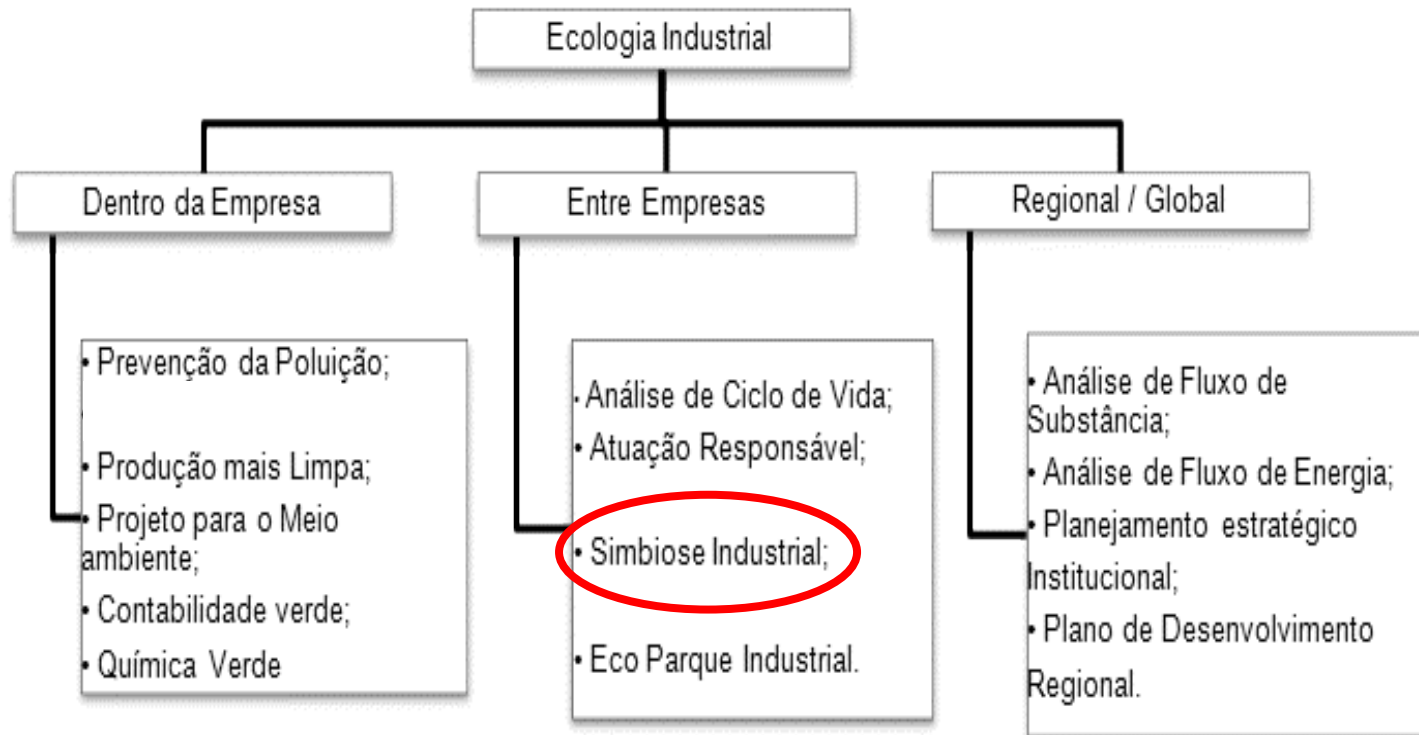 Ecologia Industrial
Dentro da Empresa
Entre Empresas
Regional / Global
• Prevenção da Poluição;
• Produção mais Limpa;
• Projeto para o Meio
ambiente;
• Contabilidade verde;
• Química Verde
• Análise de Ciclo de Vida;
• Atuação Responsável;
• Simbiose Industrial;
• Eco Parque Industrial.
• Análise de Fluxo de
Substância;
• Análise de Fluxo de Energia;
• Planejamento estratégico
Institucional;
• Plano de Desenvolvimento
Regional.